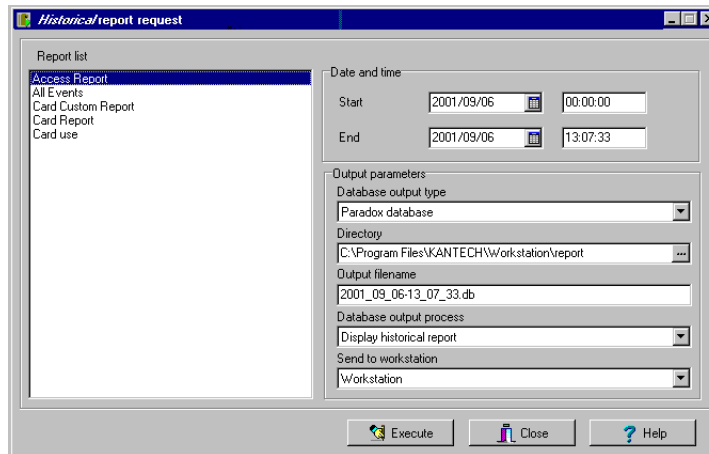 Historical report request
Report list
Access Report
All Events
Card Custom Report
Card Report
Card use
Date and time
Start 2001/09/06 00:00:00
End 2001/09/06 13:07:33
Output parameters
Database output type
Paradox database
Directory
C:\Program Files\KANTECH\Workstation\report ...
Output filename
2001_09_06-13_07_33.db
Database output process
Display historical report
Send to workstation
Workstation
Execute Close ? Help